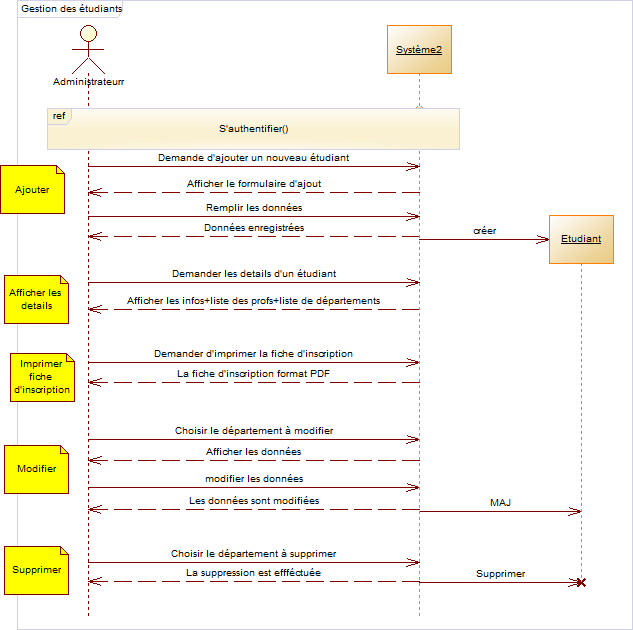 Gestion des étudiants
Système2
Administrateurr
ref
S'authentifier()
Demande d'ajouter un nouveau étudiant
Ajouter
Afficher le formulaire d'ajout
Remplir les données
Données enregistrées
créer
Etudiant
Demander les details d'un étudiant
Afficher les
details
Afficher les infos+liste des profs+liste de départements
Demander d'imprimer la fiche d'inscription
Imprimer
fiche
d'inscription
La fiche d'inscription format PDF
Choisir le département à modifier
Afficher les données
Modifier
modifier les données
Les données sont modifiées
MAJ
Choisir le département à supprimer
Supprimer
La suppression est effféctuée
Supprimer